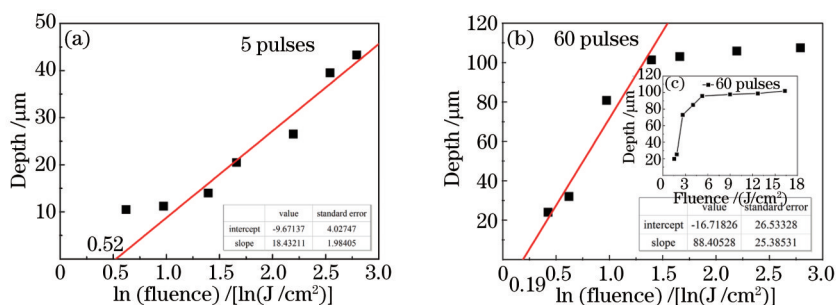 (a)
5 pulses
50
40
30
20
10
Depth /μm
0.52
value standard error
intercept -9.67137 4.02747
slope 18.43211 1.98405
0 0.5 1.0 1.5 2.0 2.5 3.0
ln (fluence) /[ln(J /cm²)]
(b)
60 pulses
120
100
80
60
40
20
Depth /μm
(c)
60 pulses
120
100
80
60
40
20
Depth /μm
3 6 9 12 15 18
Fluence /(J/cm²)
value standard error
intercept -16.71826 26.53328
slope 88.40528 25.38531
0 0.19 0.5 1.0 1.5 2.0 2.5 3.0
ln (fluence) /[ln(J /cm²)]